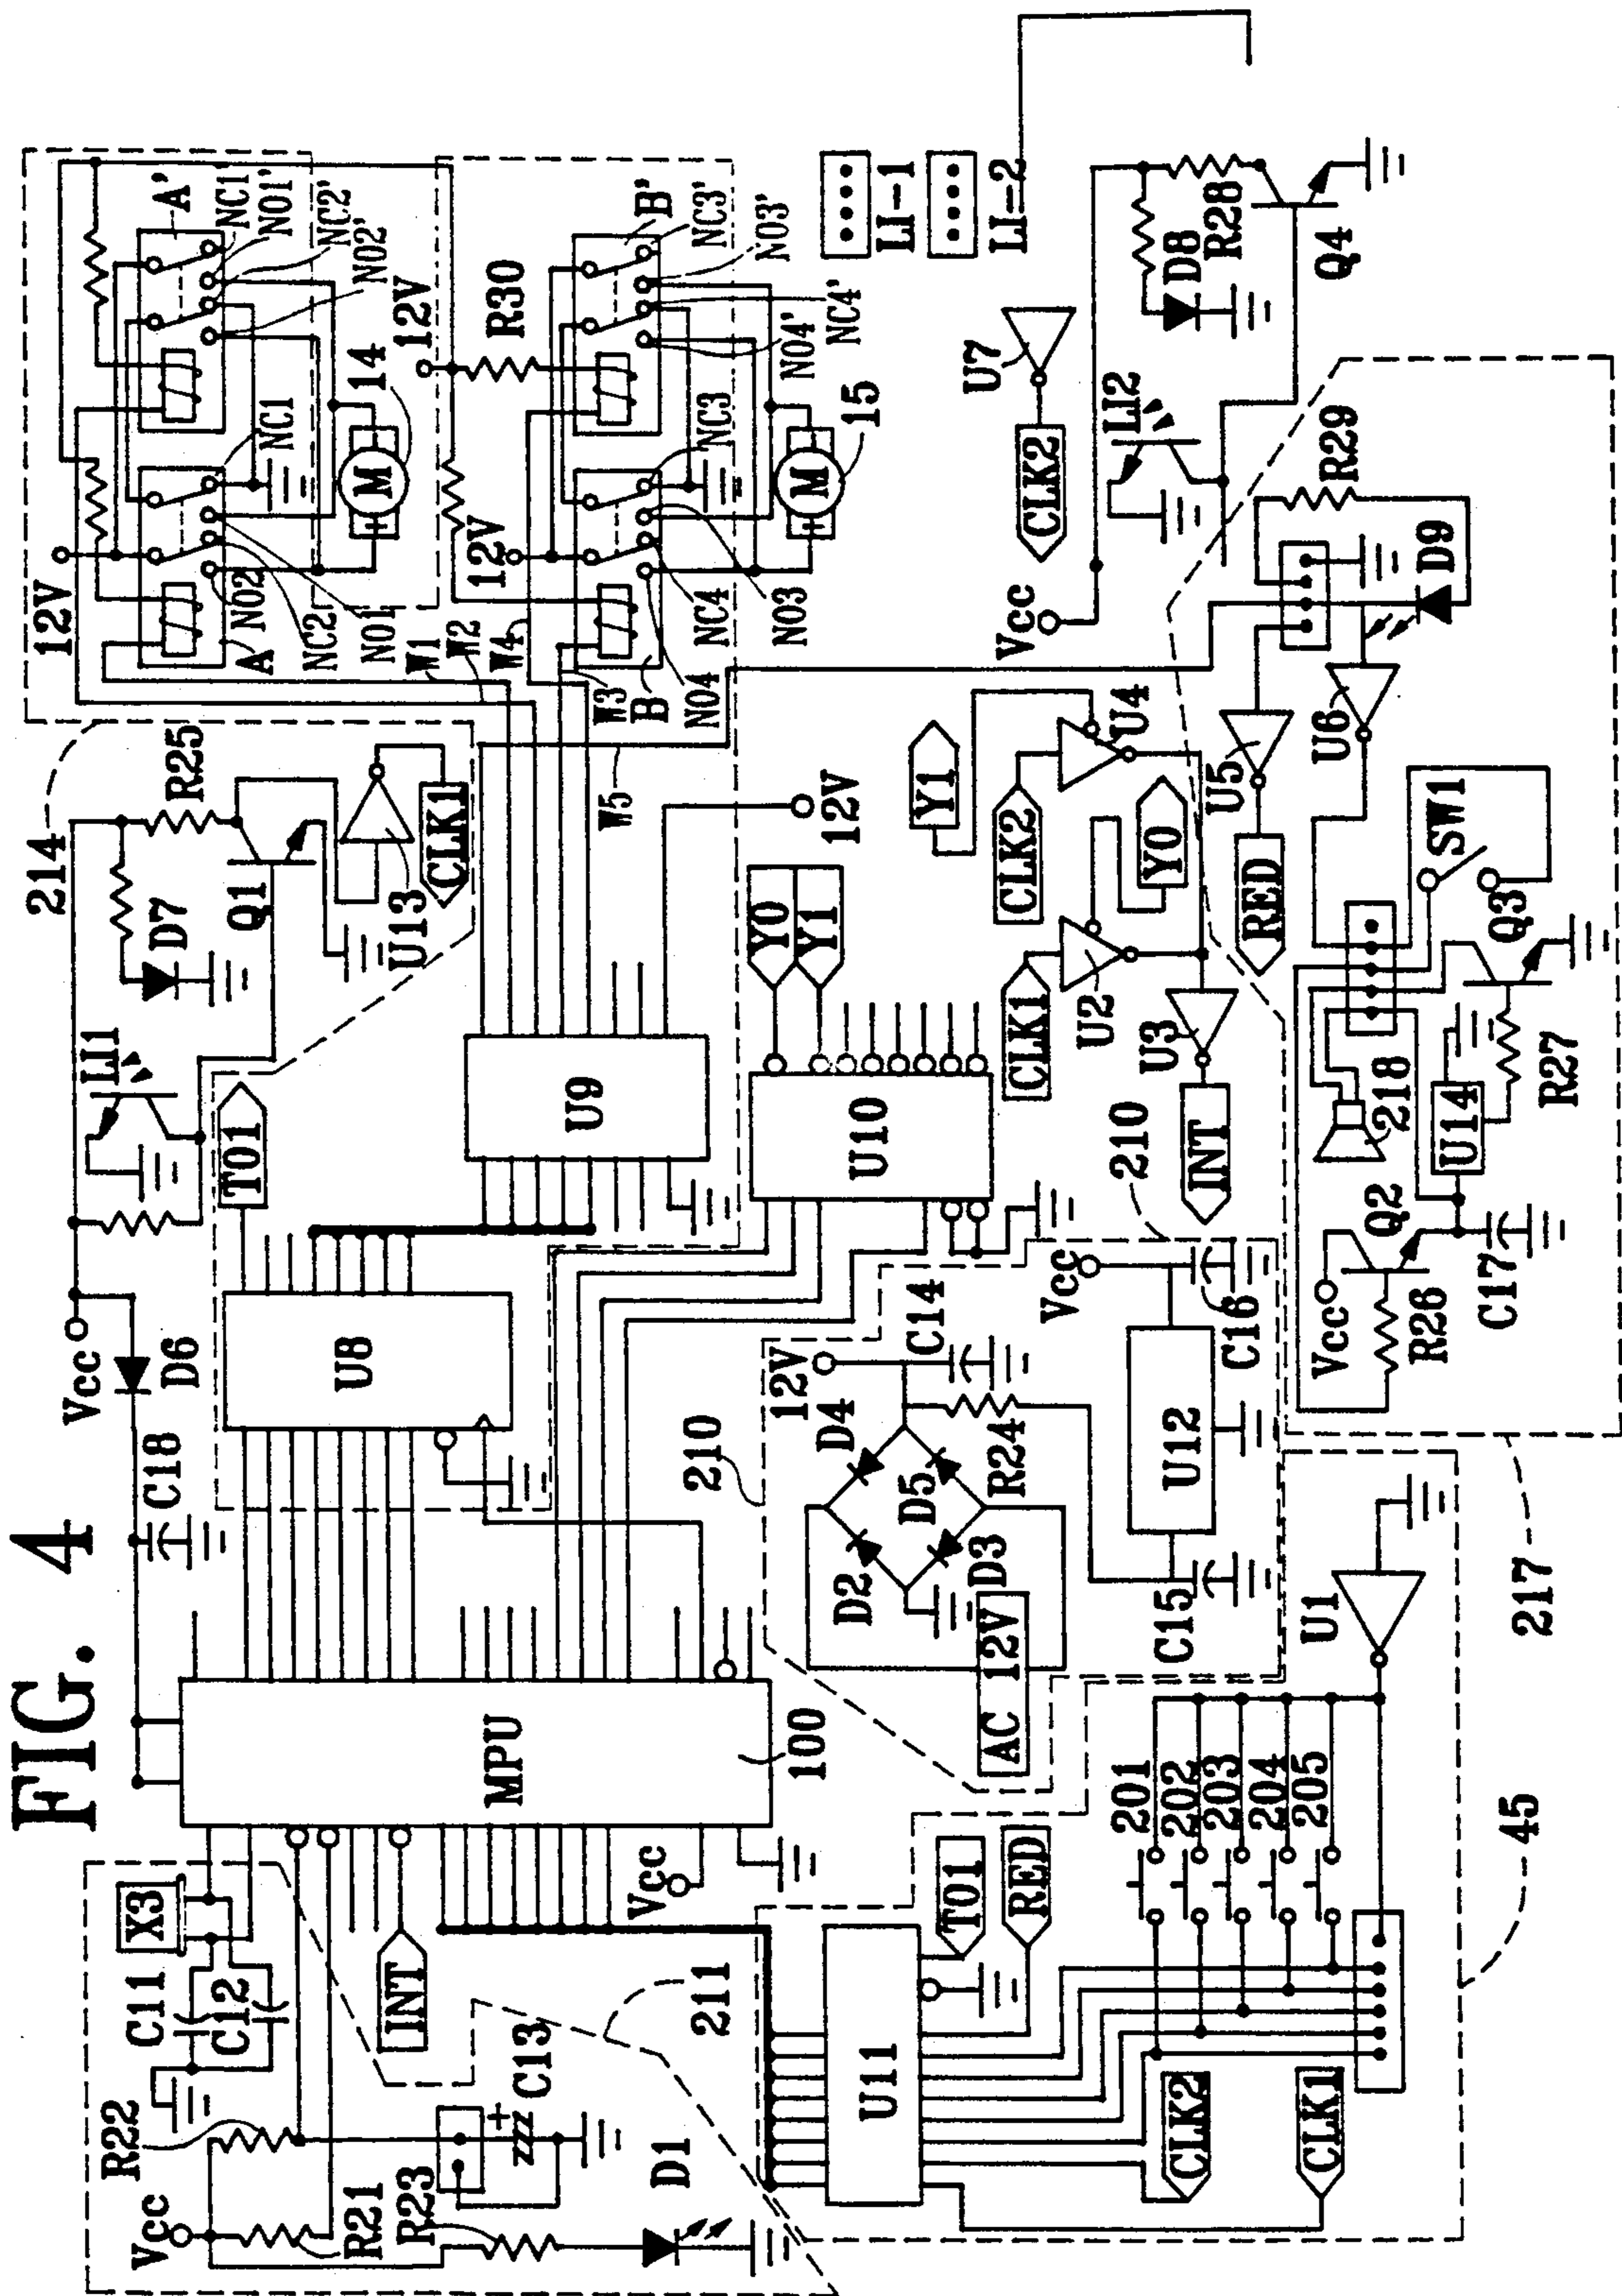 FIG. 4
Vcc
R22
R21
R23
C11
C12
X3
INT
211
C13
D1
MPU
100
Vcc
C18
D6
Vcc
U8
T01
LI1
D7
214
R25
Q1
U13
CLK1
U9
12V
W5
W1
W2
W3
W4
12V
A
NO2
NC2
NO1
NC1
A'
NC1'
NO1'
NC2'
NO2'
M
+
14
12V
R30
12V
B
NO4
NC4
NO3
NC3
B'
NC3'
NO3'
NC4'
NO4'
M
+
15
U10
Y0
Y1
CLK1
U2
U3
INT
CLK2
U4
Y1
Y0
CLK2
U7
LI-1
LI-2
Vcc
LI2
D8
R28
Q4
210
12V
C14
D4
D5
D2
D3
R24
AC 12V
C15
U12
C16
Vcc
210
U11
T01
RED
CLK2
CLK1
201
202
203
204
205
U1
45
217
Vcc
R26
Q2
C17
U14
218
R27
Q3
SW1
RED
U5
U6
D9
R29